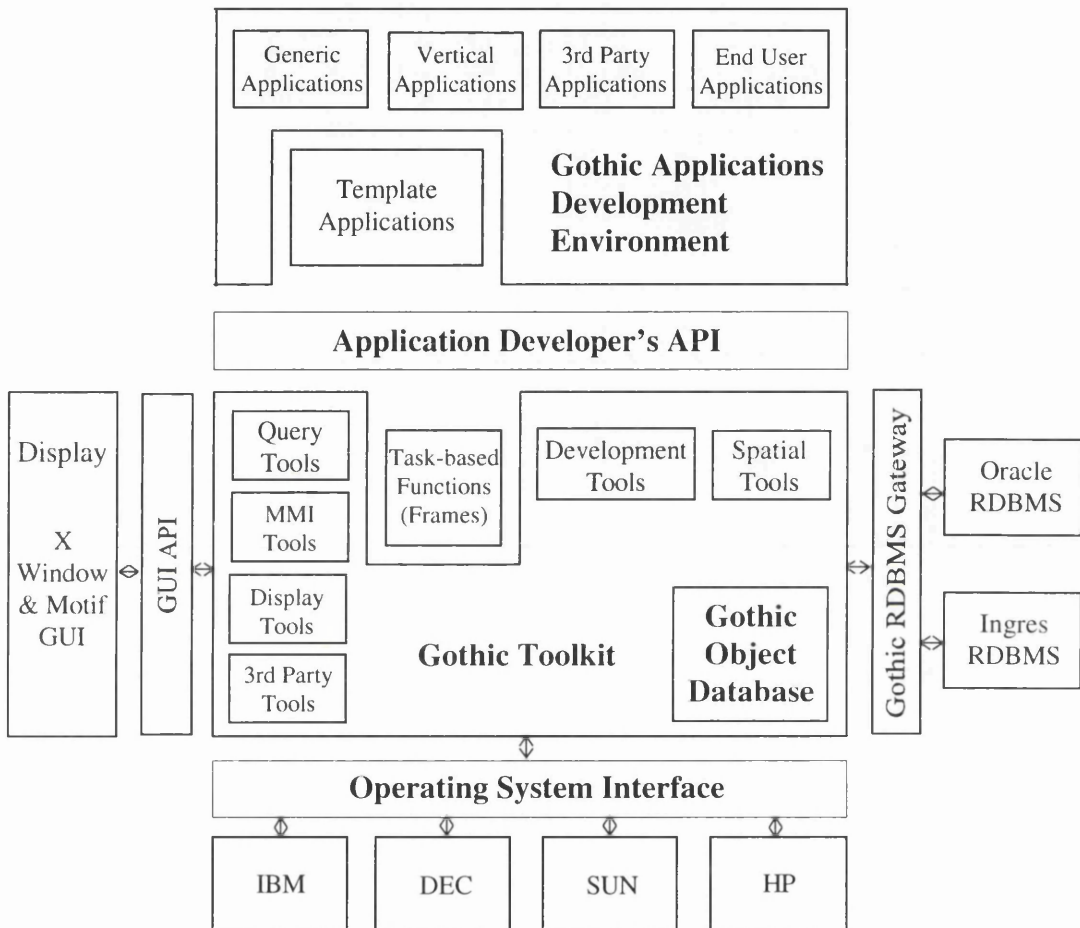 Generic
Applications
Vertical
Applications
3rd Party
Applications
End User
Applications
Template
Applications
Gothic Applications
Development
Environment
Application Developer's API
Display
X
Window
& Motif
GUI
GUI API
Query
Tools
MMI
Tools
Display
Tools
3rd Party
Tools
Task-based
Functions
(Frames)
Development
Tools
Spatial
Tools
Gothic Toolkit
Gothic
Object
Database
Gothic RDBMS Gateway
Oracle
RDBMS
Ingres
RDBMS
Operating System Interface
IBM
DEC
SUN
HP